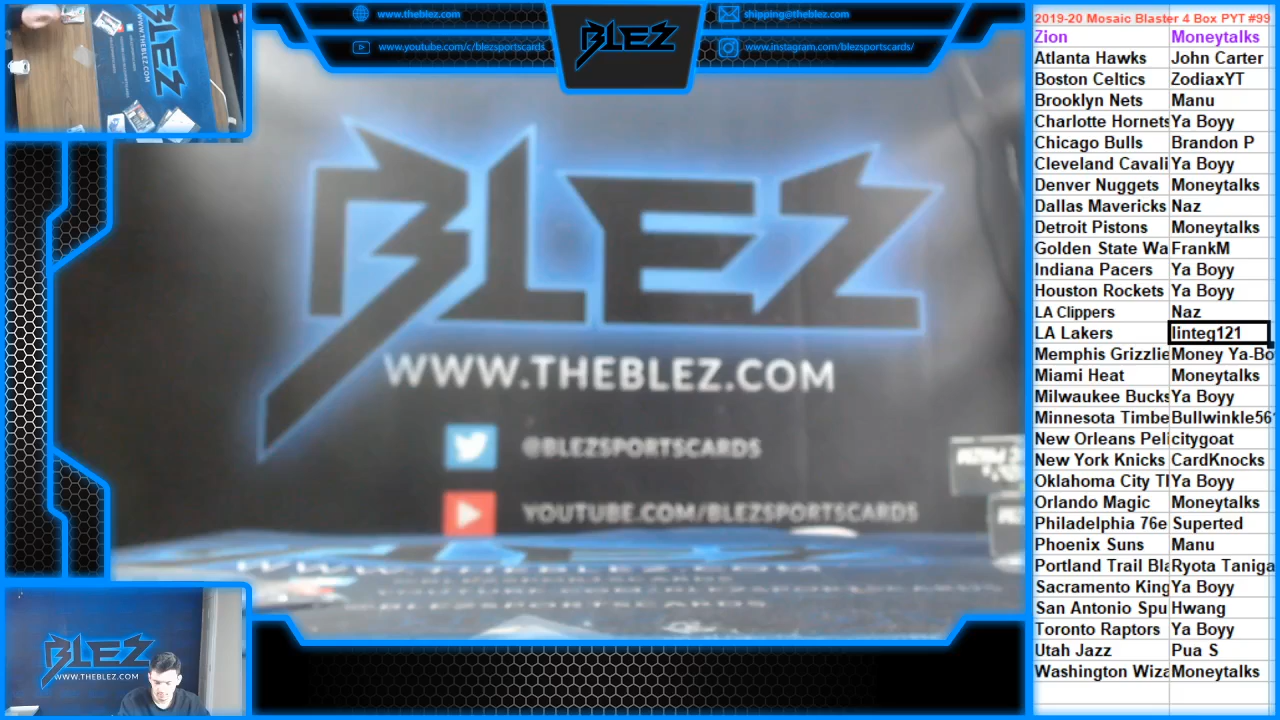 www.theblez.com
shipping@theblez.com
www.youtube.com/c/blezsportscards
www.instagram.com/blezsportscards/
BLEZ
BLEZ
WWW.THEBLEZ.COM
@BLEZSPORTSCARDS
YOUTUBE.COM/BLEZSPORTSCARDS
BLEZ
WWW.THEBLEZ.COM
BLEZ
WWW.THEBLEZ.COM
2019-20 Mosaic Blaster 4 Box PYT #99
Zion Moneytalks
Atlanta Hawks John Carter
Boston Celtics ZodiaxYT
Brooklyn Nets Manu
Charlotte Hornets Ya Boyy
Chicago Bulls Brandon P
Cleveland Cavali Ya Boyy
Denver Nuggets Moneytalks
Dallas Mavericks Naz
Detroit Pistons Moneytalks
Golden State Wa FrankM
Indiana Pacers Ya Boyy
Houston Rockets Ya Boyy
LA Clippers Naz
LA Lakers linteg121
Memphis Grizzlie Money Ya-Bo
Miami Heat Moneytalks
Milwaukee Bucks Ya Boyy
Minnesota Timbe Bullwinkle561
New Orleans Peli citygoat
New York Knicks CardKnocks
Oklahoma City Tl Ya Boyy
Orlando Magic Moneytalks
Philadelphia 76e Superted
Phoenix Suns Manu
Portland Trail Bla Ryota Taniga
Sacramento King Ya Boyy
San Antonio Spu Hwang
Toronto Raptors Ya Boyy
Utah Jazz Pua S
Washington Wiza Moneytalks